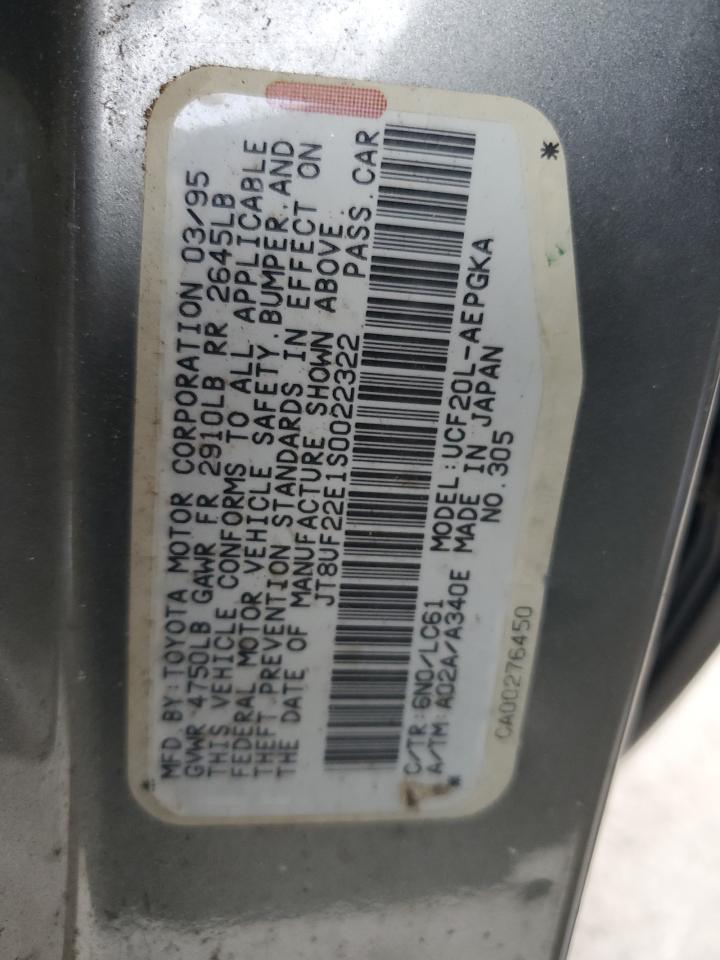 MFD. BY: TOYOTA MOTOR CORPORATION 03/95
GVWR 4750LB GAWR FR 2910LB RR 2645LB
THIS VEHICLE CONFORMS TO ALL APPLICABLE
FEDERAL MOTOR VEHICLE SAFETY, BUMPER, AND
THEFT PREVENTION STANDARDS IN EFFECT ON
THE DATE OF MANUFACTURE SHOWN ABOVE.
JT8UF22E1S0022322 PASS. CAR
C/TR: 6N0/LC61 MODEL: UCF20L-AEPGKA
A/TM: A02A/A340E MADE IN JAPAN
NO. 305
CA00276450